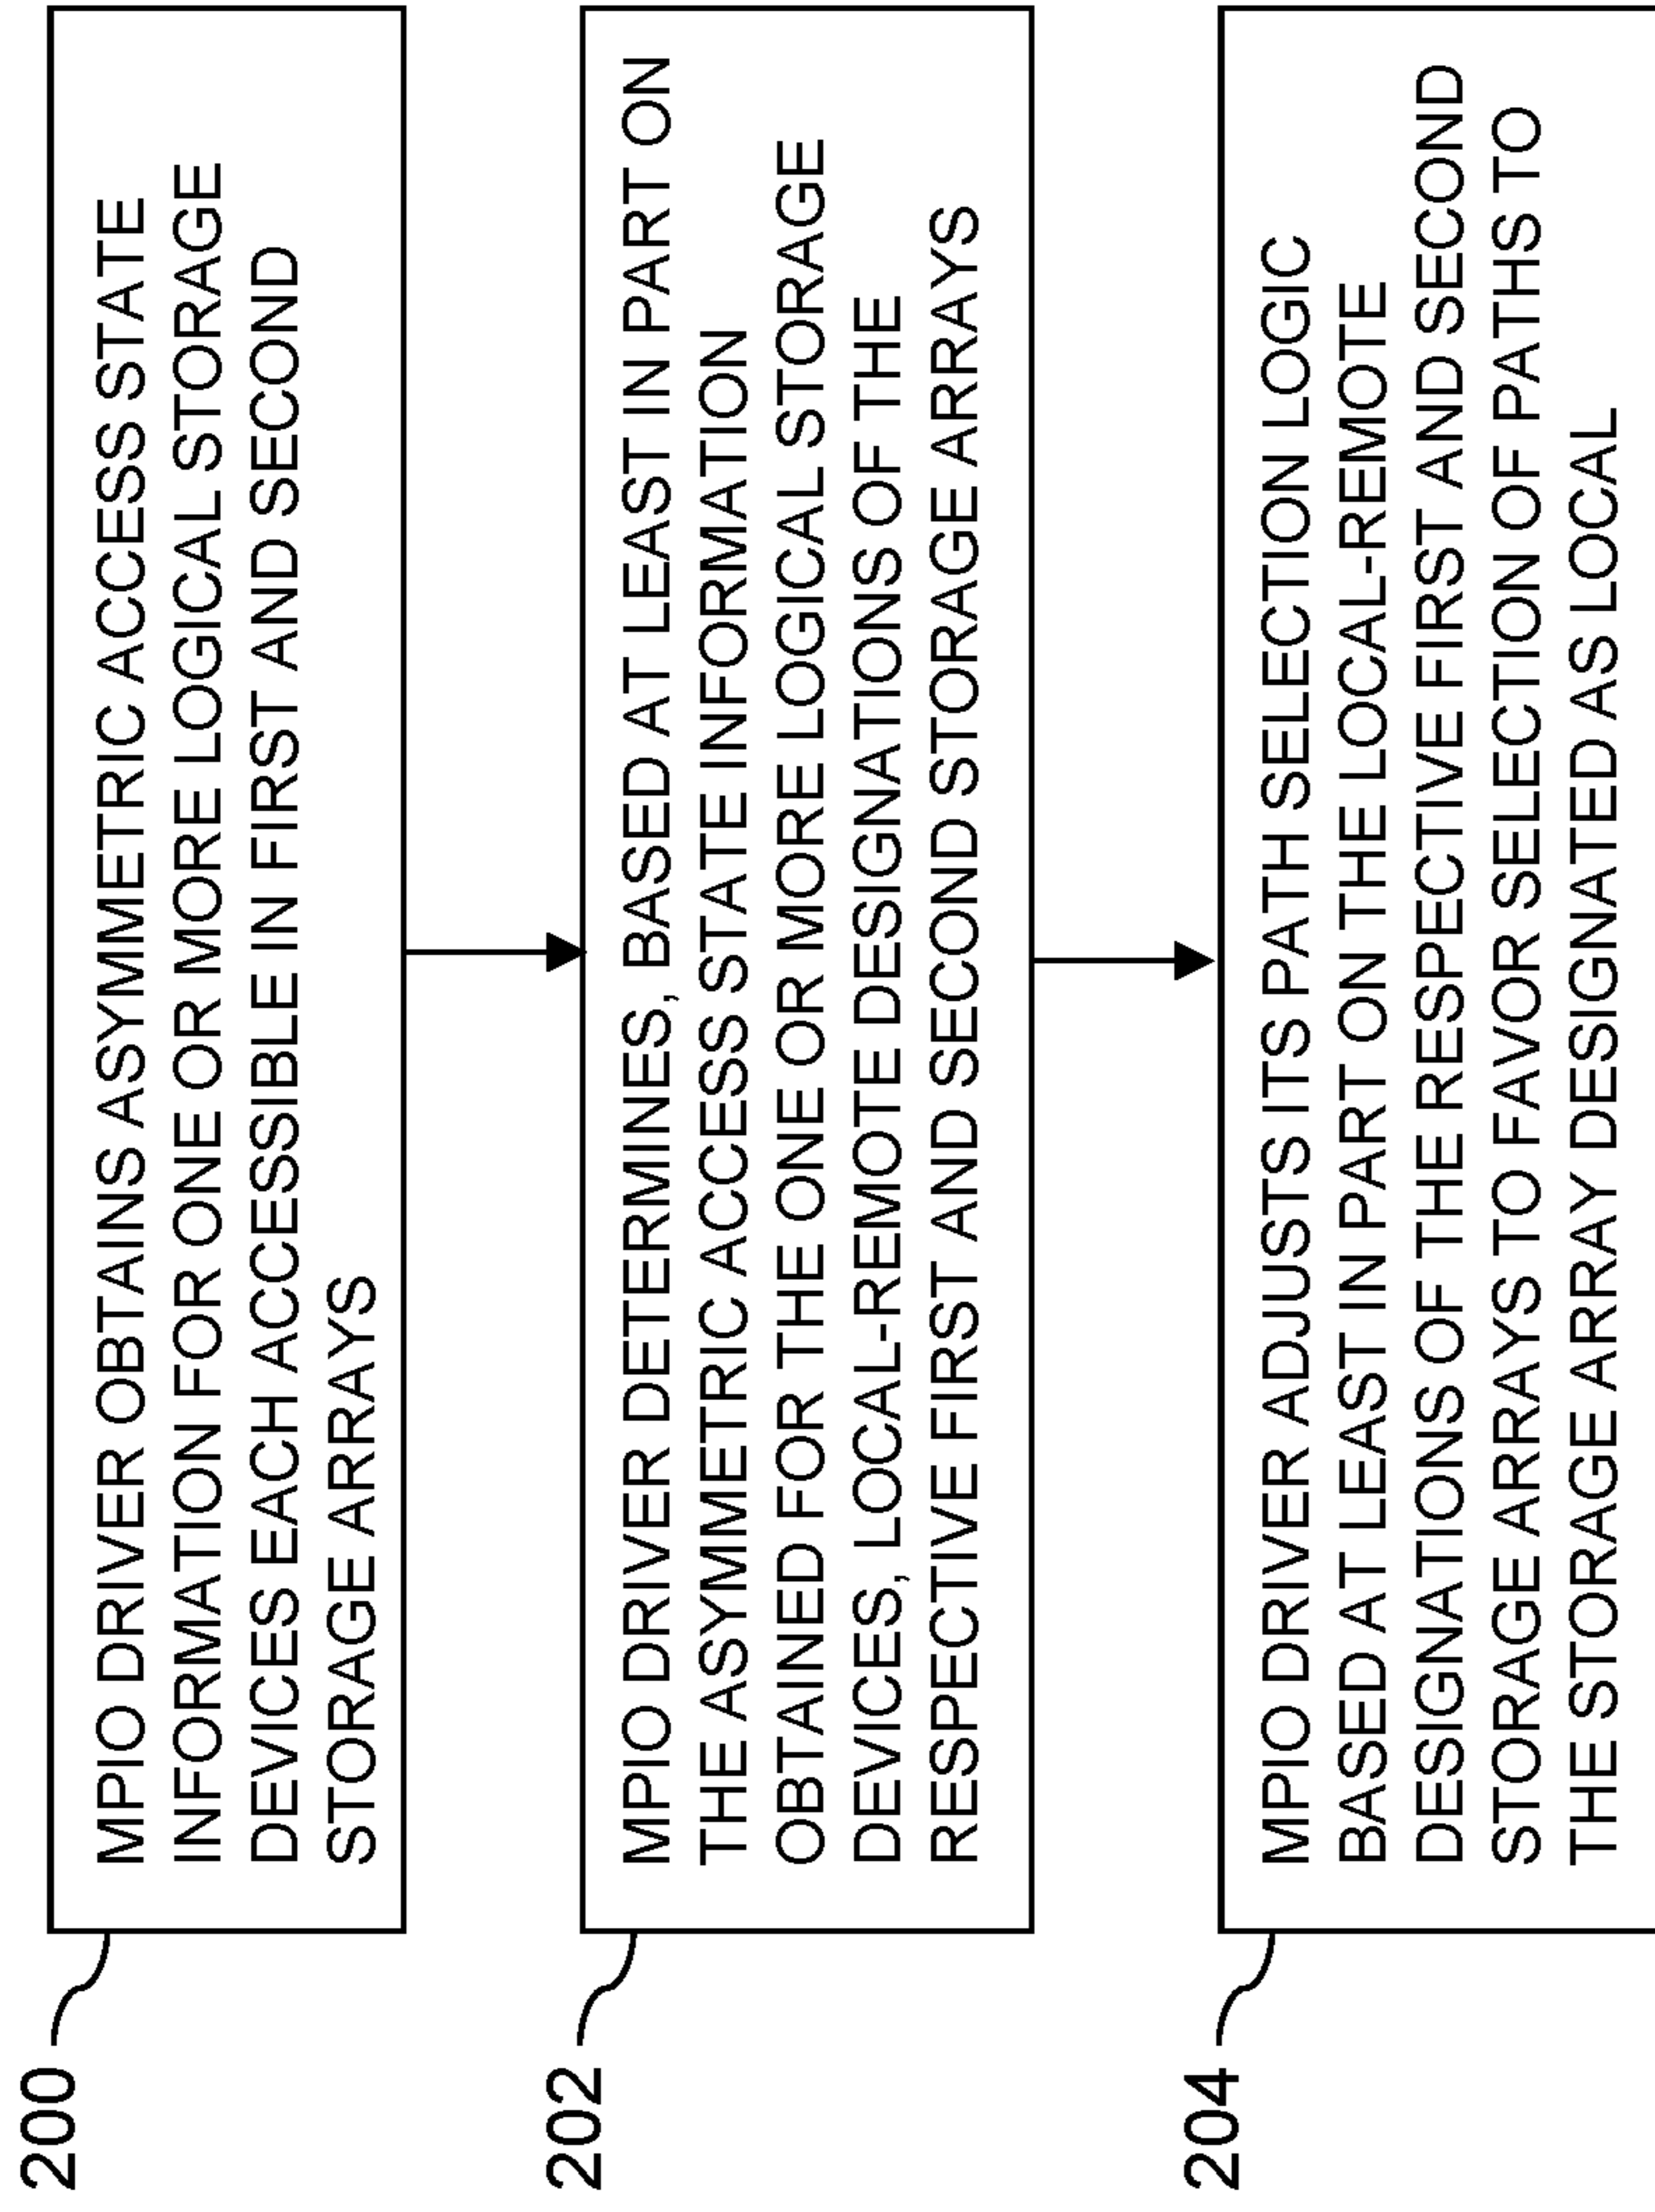 200
MPIO DRIVER OBTAINS ASYMMETRIC ACCESS STATE
INFORMATION FOR ONE OR MORE LOGICAL STORAGE
DEVICES EACH ACCESSIBLE IN FIRST AND SECOND
STORAGE ARRAYS
202
MPIO DRIVER DETERMINES, BASED AT LEAST IN PART ON
THE ASYMMETRIC ACCESS STATE INFORMATION
OBTAINED FOR THE ONE OR MORE LOGICAL STORAGE
DEVICES, LOCAL-REMOTE DESIGNATIONS OF THE
RESPECTIVE FIRST AND SECOND STORAGE ARRAYS
204
MPIO DRIVER ADJUSTS ITS PATH SELECTION LOGIC
BASED AT LEAST IN PART ON THE LOCAL-REMOTE
DESIGNATIONS OF THE RESPECTIVE FIRST AND SECOND
STORAGE ARRAYS TO FAVOR SELECTION OF PATHS TO
THE STORAGE ARRAY DESIGNATED AS LOCAL